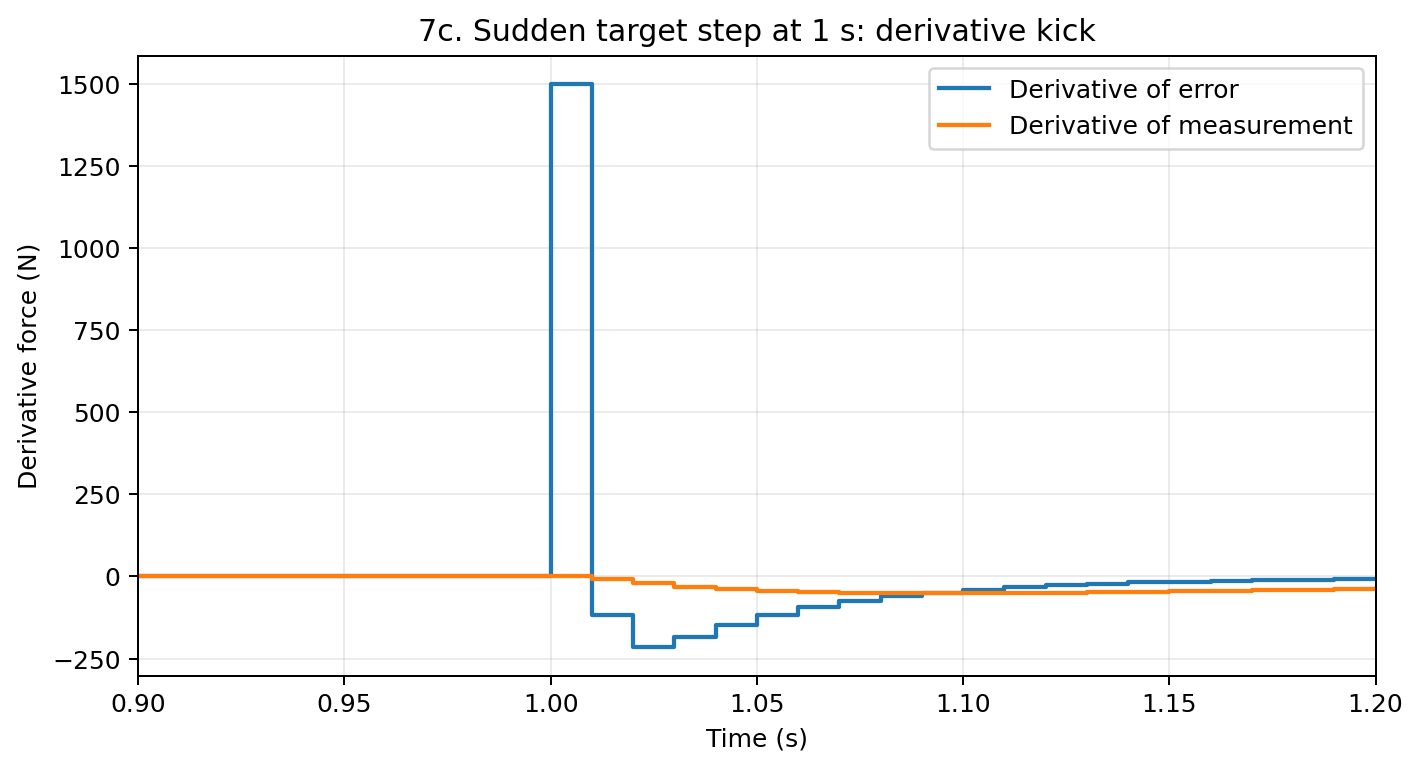 7c. Sudden target step at 1 s: derivative kick
Derivative of error
Derivative of measurement
Derivative force (N)
1500
1250
1000
750
500
250
0
−250
0.90 0.95 1.00 1.05 1.10 1.15 1.20
Time (s)